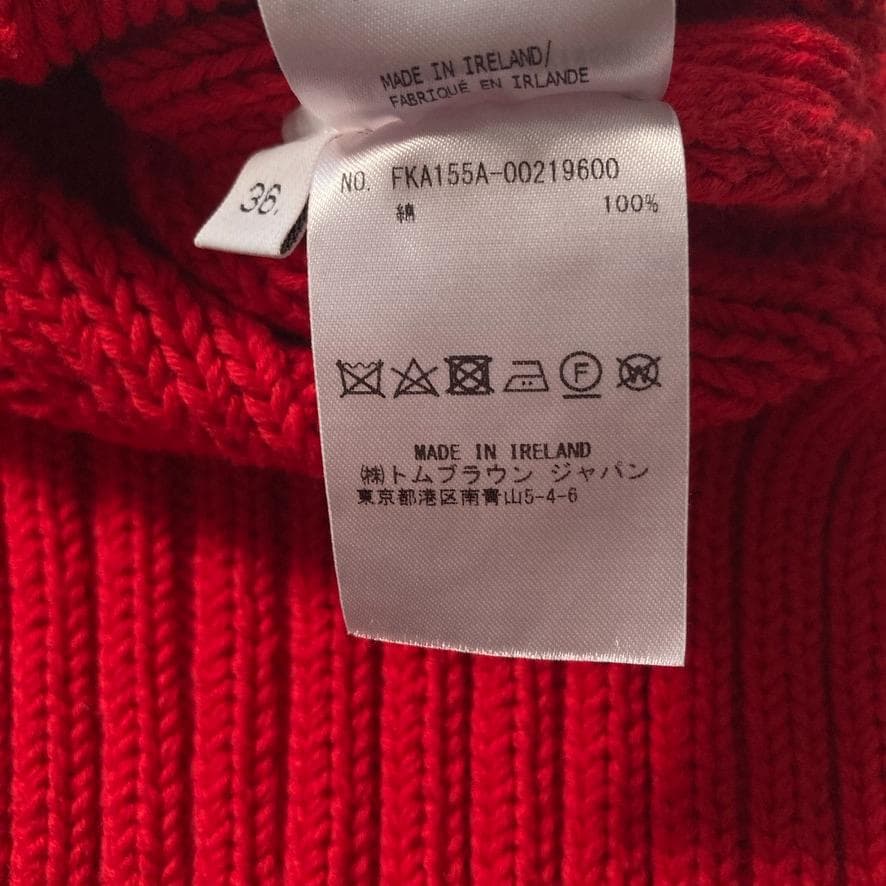 MADE IN IRELAND/
FABRIQUÉ EN IRLANDE
36.
NO. FKA155A-00219600
綿 100%
F
W
MADE IN IRELAND
㈱トムブラウン ジャパン
東京都港区南青山5-4-6